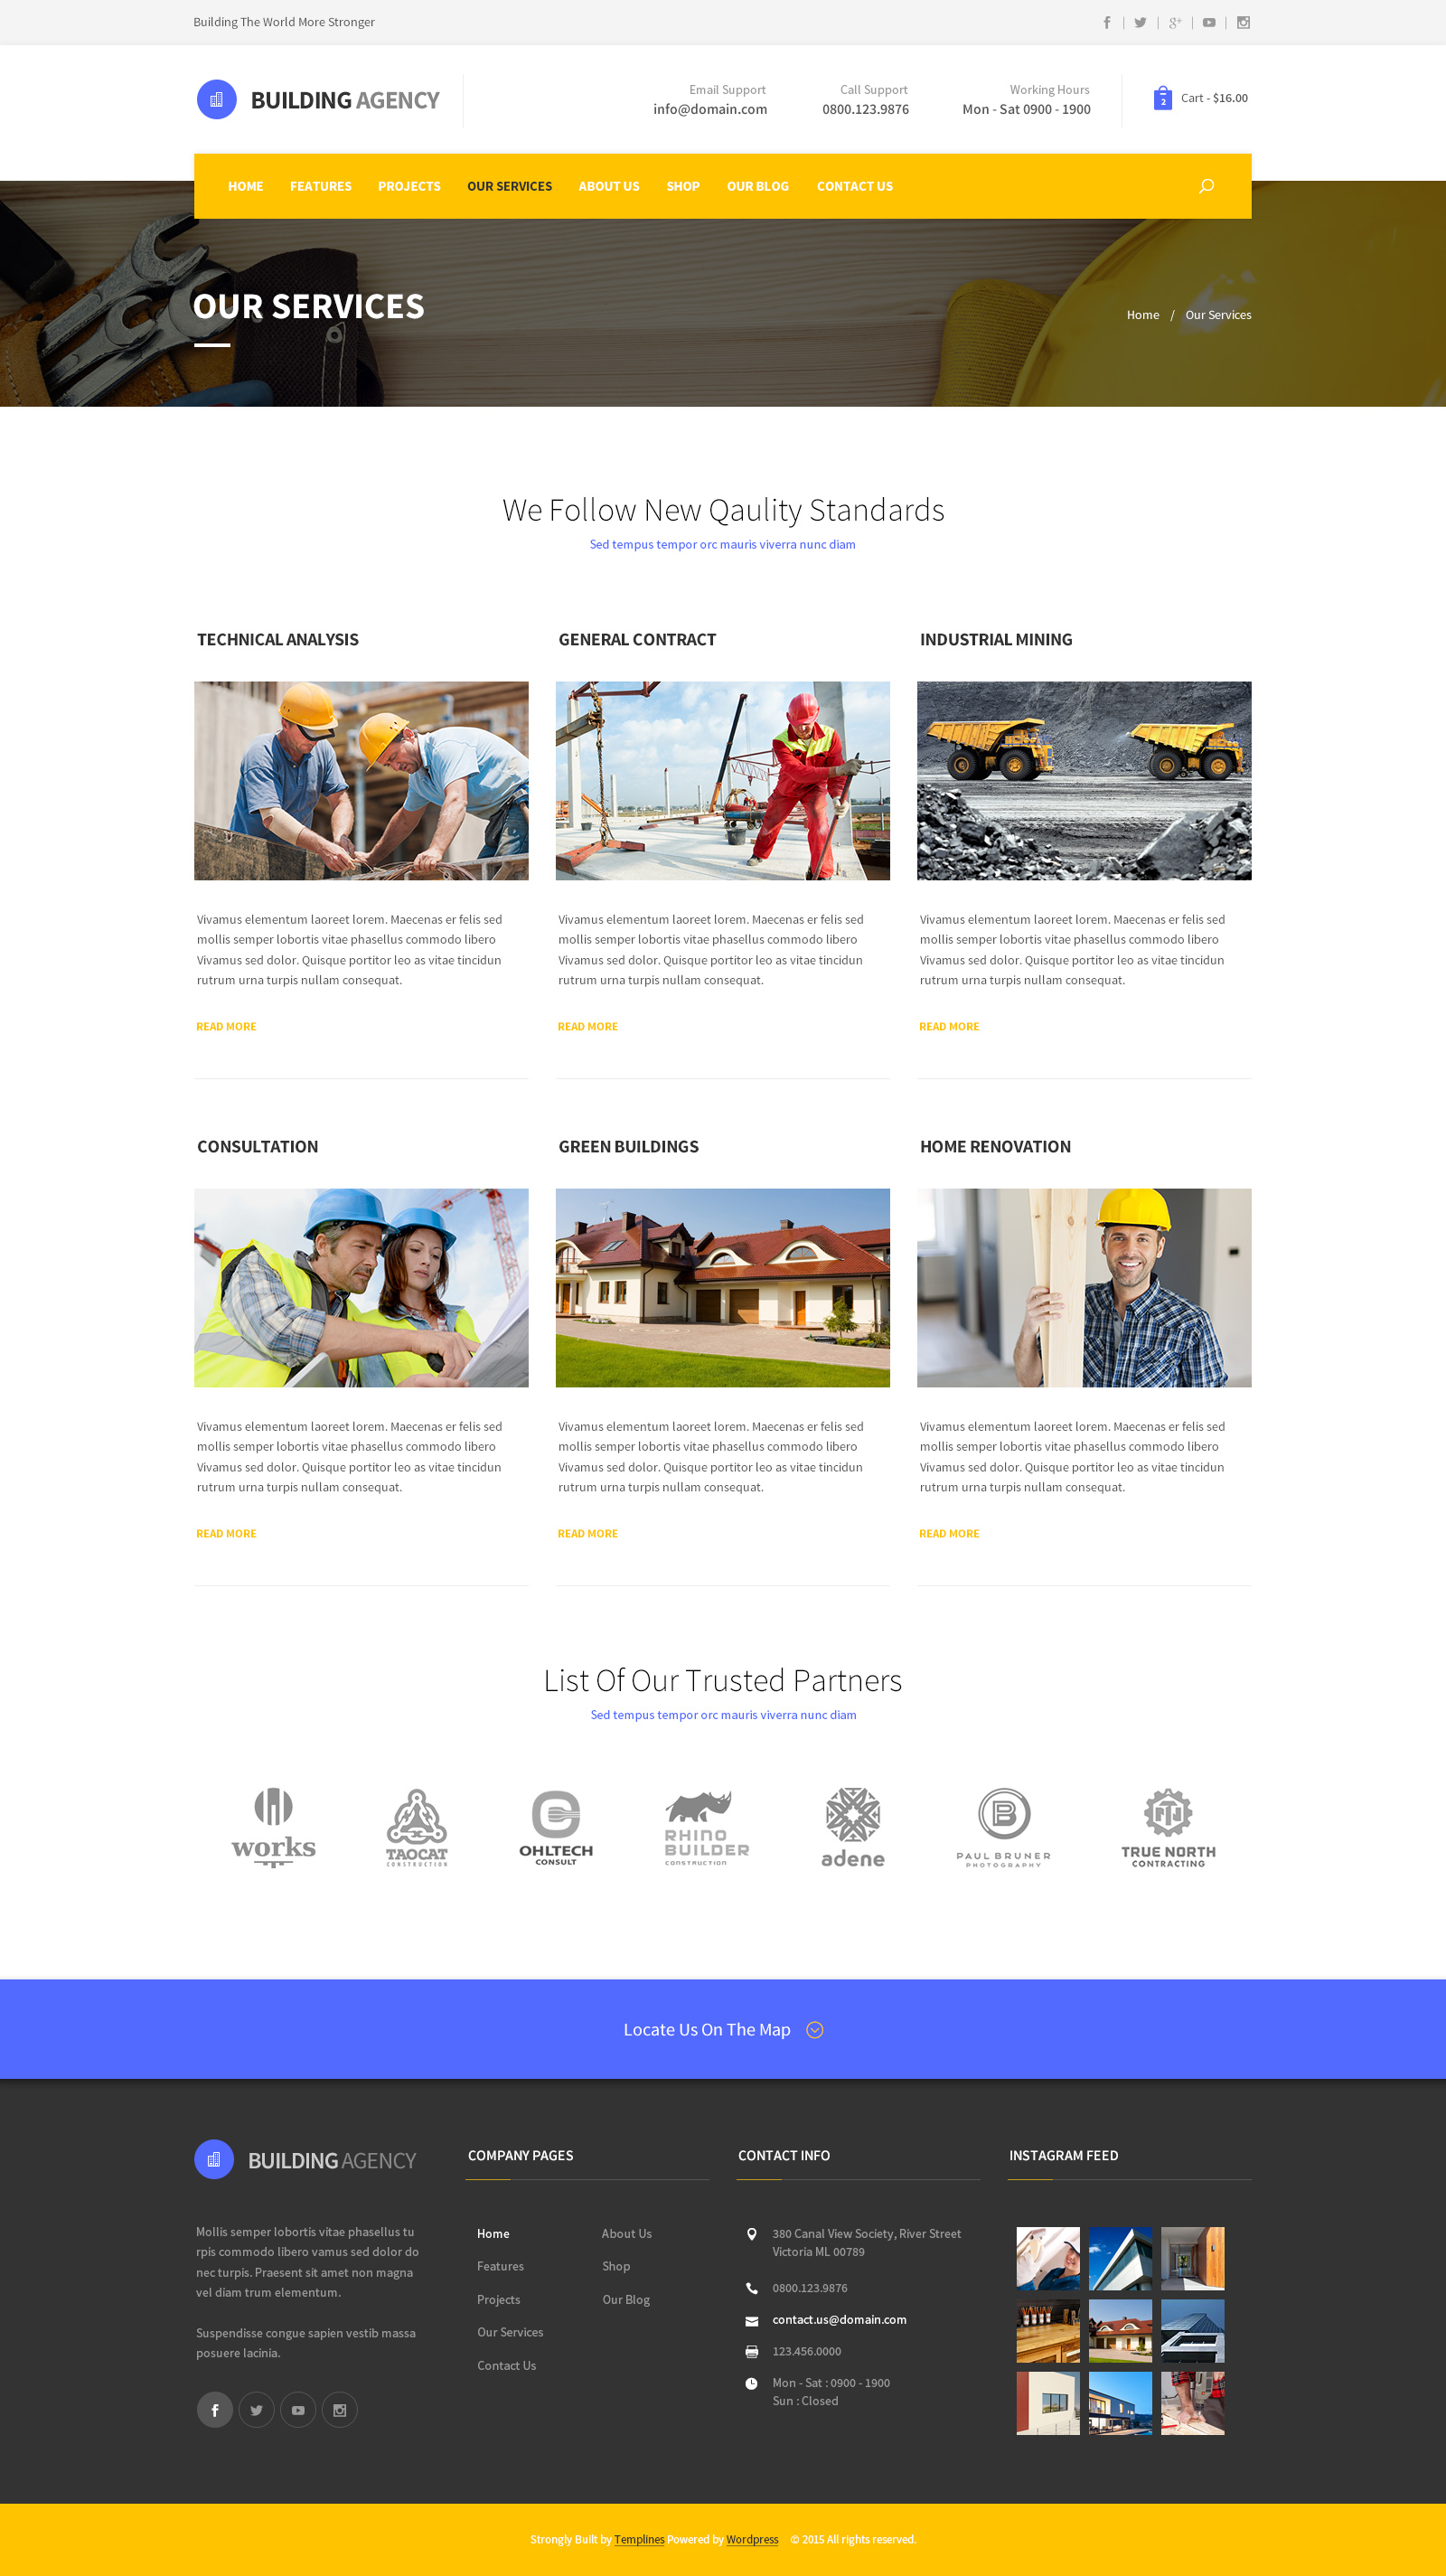 Building The World More Stronger
BUILDING AGENCY
Email Support
info@domain.com
Call Support
0800.123.9876
Working Hours
Mon - Sat 0900 - 1900
2
Cart - $16.00
HOME FEATURES PROJECTS OUR SERVICES ABOUT US SHOP OUR BLOG CONTACT US
OUR SERVICES
Home / Our Services
We Follow New Qaulity Standards
Sed tempus tempor orc mauris viverra nunc diam
TECHNICAL ANALYSIS
Vivamus elementum laoreet lorem. Maecenas er felis sed
mollis semper lobortis vitae phasellus commodo libero
Vivamus sed dolor. Quisque portitor leo as vitae tincidun
rutrum urna turpis nullam consequat.
READ MORE
GENERAL CONTRACT
Vivamus elementum laoreet lorem. Maecenas er felis sed
mollis semper lobortis vitae phasellus commodo libero
Vivamus sed dolor. Quisque portitor leo as vitae tincidun
rutrum urna turpis nullam consequat.
READ MORE
INDUSTRIAL MINING
Vivamus elementum laoreet lorem. Maecenas er felis sed
mollis semper lobortis vitae phasellus commodo libero
Vivamus sed dolor. Quisque portitor leo as vitae tincidun
rutrum urna turpis nullam consequat.
READ MORE
CONSULTATION
Vivamus elementum laoreet lorem. Maecenas er felis sed
mollis semper lobortis vitae phasellus commodo libero
Vivamus sed dolor. Quisque portitor leo as vitae tincidun
rutrum urna turpis nullam consequat.
READ MORE
GREEN BUILDINGS
Vivamus elementum laoreet lorem. Maecenas er felis sed
mollis semper lobortis vitae phasellus commodo libero
Vivamus sed dolor. Quisque portitor leo as vitae tincidun
rutrum urna turpis nullam consequat.
READ MORE
HOME RENOVATION
Vivamus elementum laoreet lorem. Maecenas er felis sed
mollis semper lobortis vitae phasellus commodo libero
Vivamus sed dolor. Quisque portitor leo as vitae tincidun
rutrum urna turpis nullam consequat.
READ MORE
List Of Our Trusted Partners
Sed tempus tempor orc mauris viverra nunc diam
works
TAOCAT
CONSTRUCTION
OHLTECH
CONSULT
RHINO
BUILDER
CONSTRUCTION
adene
B
PAUL BRUNER
PHOTOGRAPHY
TRUE NORTH
CONTRACTING
Locate Us On The Map
BUILDING AGENCY
Mollis semper lobortis vitae phasellus tu
rpis commodo libero vamus sed dolor do
nec turpis. Praesent sit amet non magna
vel diam trum elementum.
Suspendisse congue sapien vestib massa
posuere lacinia.
COMPANY PAGES
Home
Features
Projects
Our Services
Contact Us
About Us
Shop
Our Blog
CONTACT INFO
380 Canal View Society, River Street
Victoria ML 00789
0800.123.9876
contact.us@domain.com
123.456.0000
Mon - Sat : 0900 - 1900
Sun : Closed
INSTAGRAM FEED
Strongly Built by Templines Powered by Wordpress © 2015 All rights reserved.